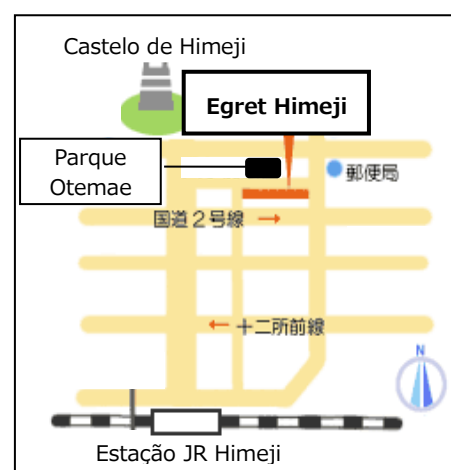 Castelo de Himeji
Egret Himeji
Parque
Otemae
郵便局
国道２号線 →
← 十二所前線
N
Estação JR Himeji